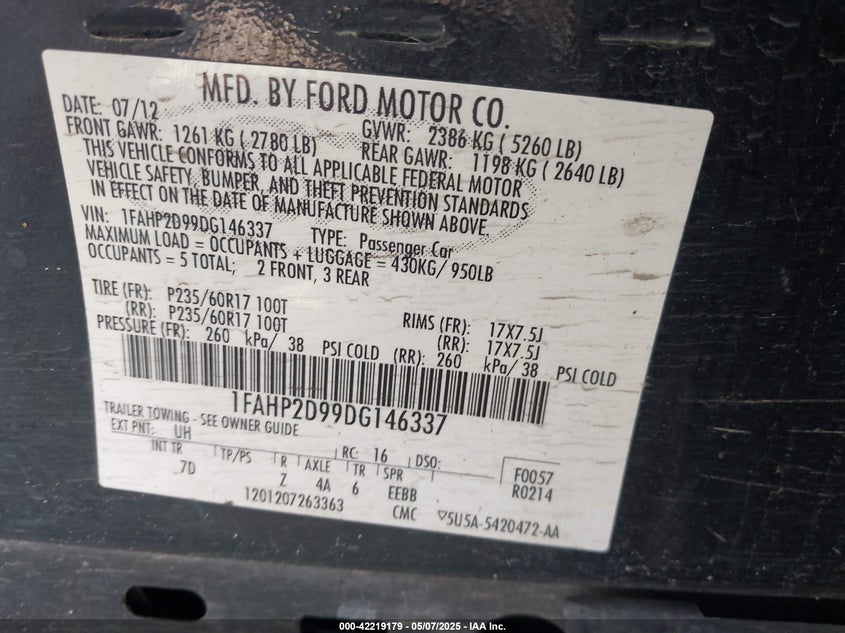 MFD. BY FORD MOTOR CO.
DATE: 07/12 GVWR: 2386 KG ( 5260 LB)
FRONT GAWR: 1261 KG ( 2780 LB) REAR GAWR: 1198 KG ( 2640 LB)
THIS VEHICLE CONFORMS TO ALL APPLICABLE FEDERAL MOTOR
VEHICLE SAFETY, BUMPER, AND THEFT PREVENTION STANDARDS
IN EFFECT ON THE DATE OF MANUFACTURE SHOWN ABOVE.
VIN: 1FAHP2D99DG146337 TYPE: Passenger Car
MAXIMUM LOAD = OCCUPANTS + LUGGAGE = 430KG/ 950LB
OCCUPANTS = 5 TOTAL; 2 FRONT, 3 REAR
TIRE (FR): P235/60R17 100T RIMS (FR): 17X7.5J
(RR): P235/60R17 100T (RR): 17X7.5J
PRESSURE (FR): 260 kPa/ 38 PSI COLD (RR): 260 kPa/ 38 PSI COLD
1FAHP2D99DG146337
TRAILER TOWING - SEE OWNER GUIDE
EXT PNT: UH RC: 16 DSO: F0057
INT TR TP/PS R AXLE TR SPR R0214
7D Z 4A 6 EEBB
1201207263363 CMC ▽5U5A-5420472-AA
000-42219179 - 05/07/2025 - IAA Inc.